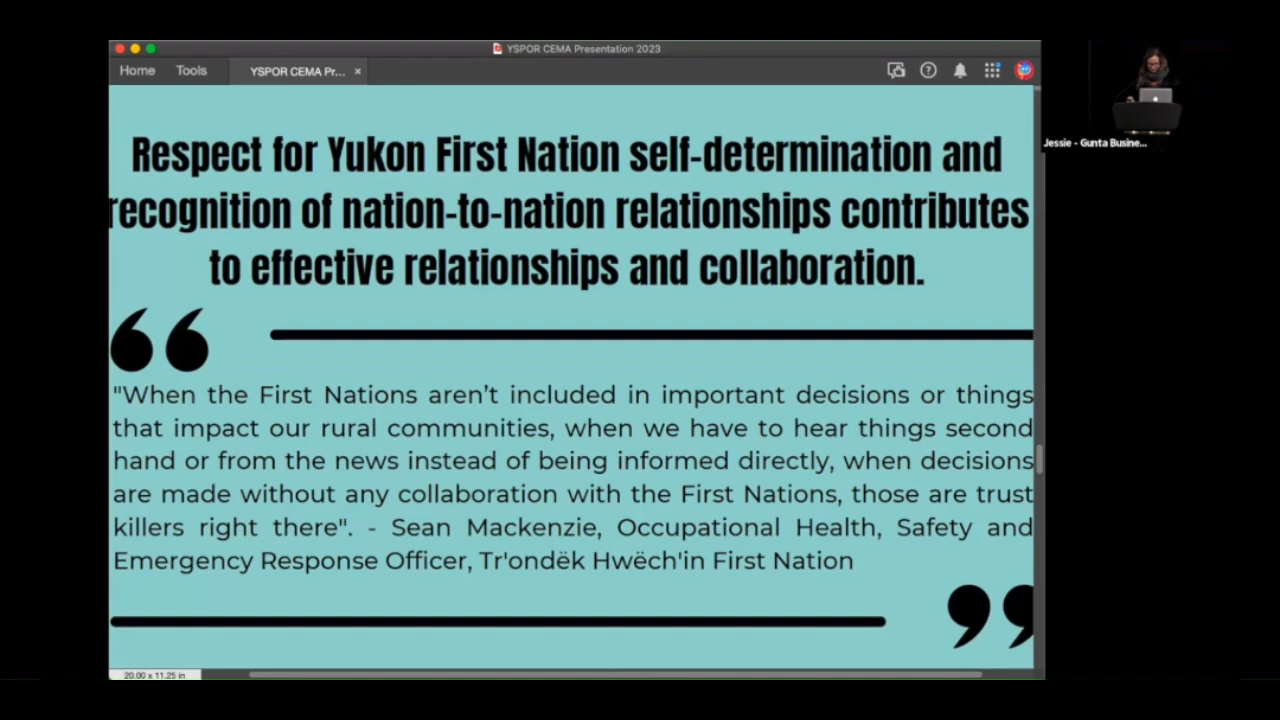 YSPOR CEMA Presentation 2023
Home Tools YSPOR CEMA Pr... ×
Respect for Yukon First Nation self-determination and
recognition of nation-to-nation relationships contributes
to effective relationships and collaboration.
"When the First Nations aren’t included in important decisions or things
that impact our rural communities, when we have to hear things second
hand or from the news instead of being informed directly, when decisions
are made without any collaboration with the First Nations, those are trust
killers right there". - Sean Mackenzie, Occupational Health, Safety and
Emergency Response Officer, Tr'ondëk Hwëch'in First Nation
20.00 x 11.25 in
Jessie - Gunta Busine...